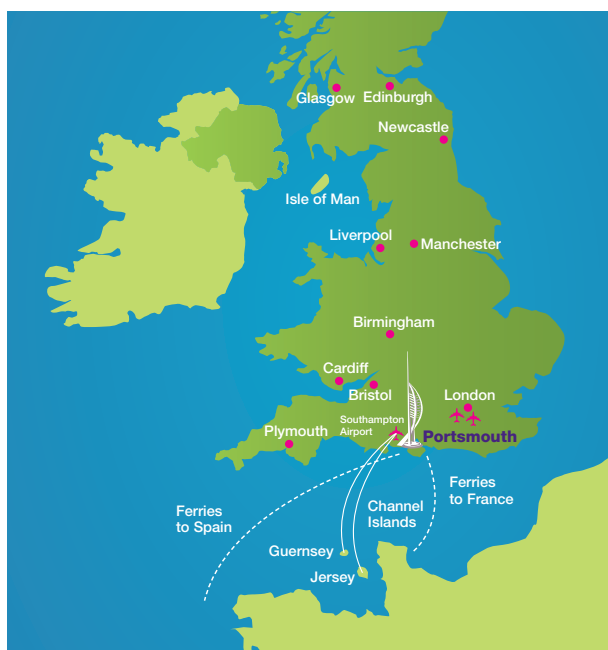 Glasgow
Edinburgh
Newcastle
Isle of Man
Liverpool
Manchester
Birmingham
Cardiff
Bristol
London
Southampton
Airport
Portsmouth
Plymouth
Ferries
to Spain
Channel
Islands
Ferries
to France
Guernsey
Jersey